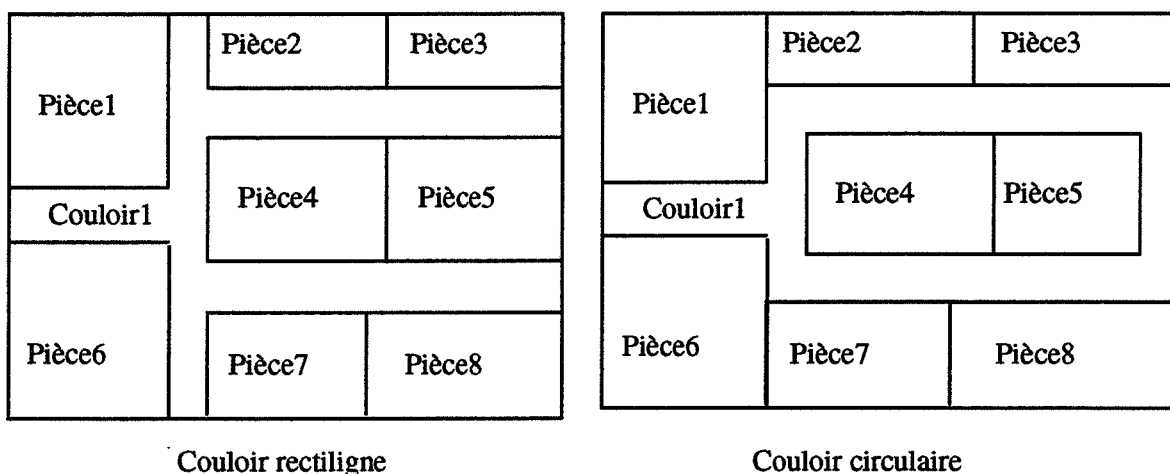 Pièce2
Pièce3
Pièce1
Pièce4
Pièce5
Couloir1
Pièce6
Pièce7
Pièce8
Couloir rectiligne
Pièce2
Pièce3
Pièce1
Pièce4
Pièce5
Couloir1
Pièce6
Pièce7
Pièce8
Couloir circulaire